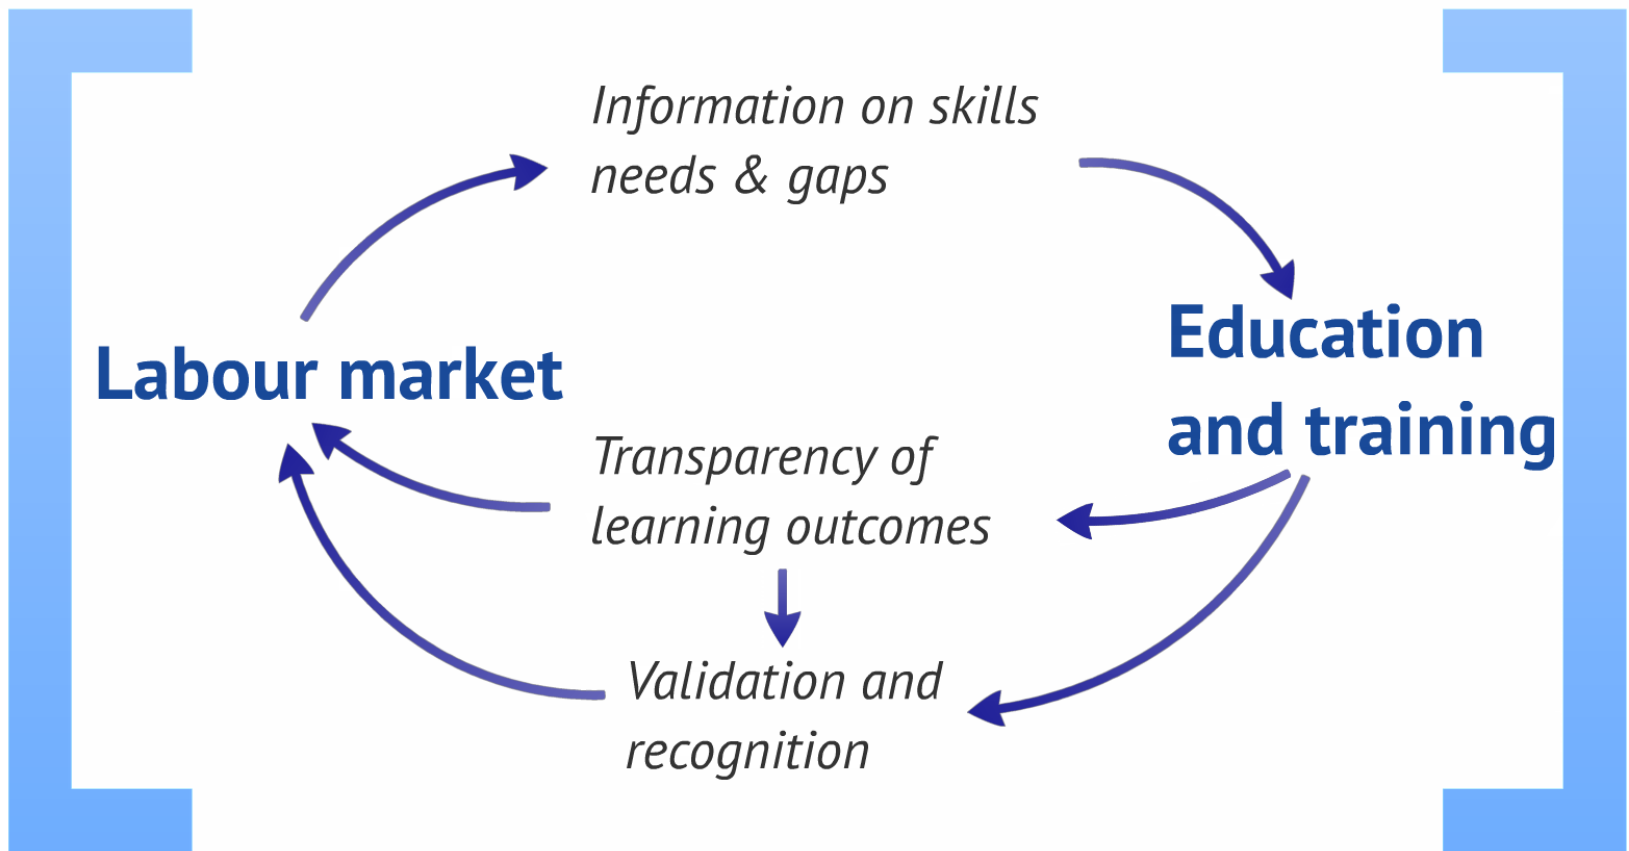 Information on skills
needs & gaps
Labour market
Education
and training
Transparency of
learning outcomes
Validation and
recognition